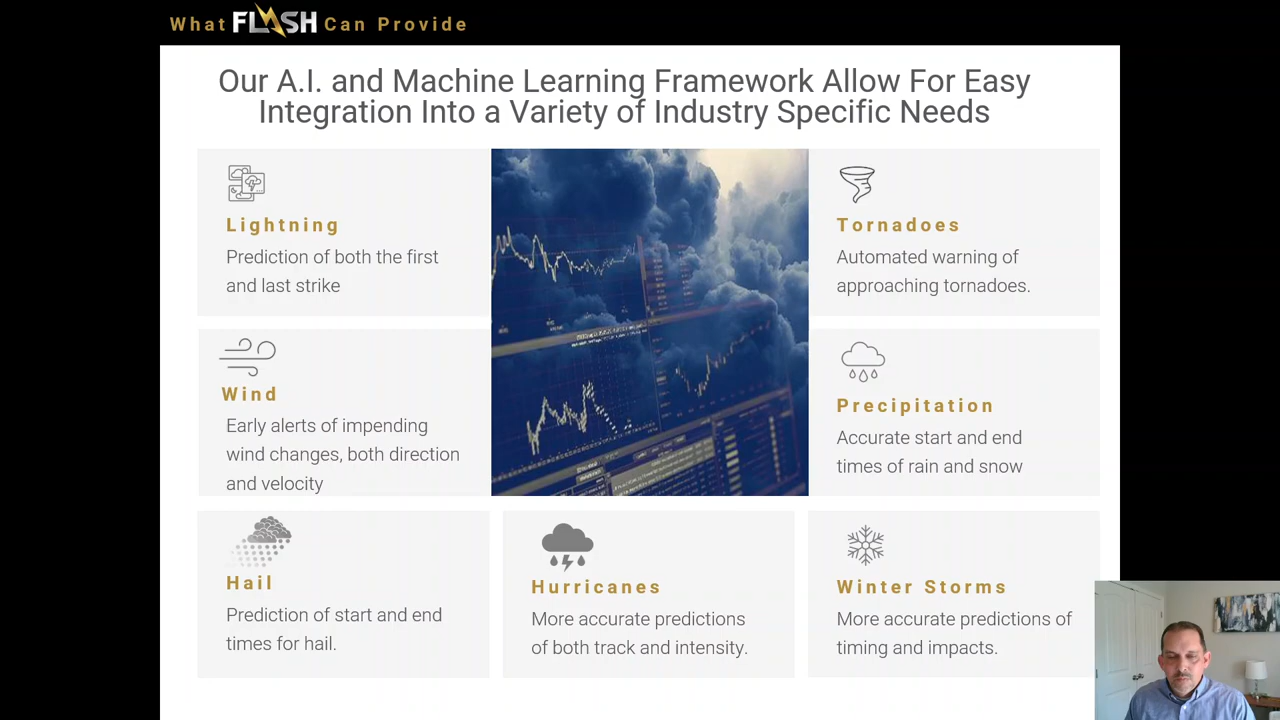 What FLASH Can Provide
Our A.I. and Machine Learning Framework Allow For Easy
Integration Into a Variety of Industry Specific Needs
Lightning
Prediction of both the first
and last strike
Tornadoes
Automated warning of
approaching tornadoes.
Wind
Early alerts of impending
wind changes, both direction
and velocity
Precipitation
Accurate start and end
times of rain and snow
Hail
Prediction of start and end
times for hail.
Hurricanes
More accurate predictions
of both track and intensity.
Winter Storms
More accurate predictions of
timing and impacts.